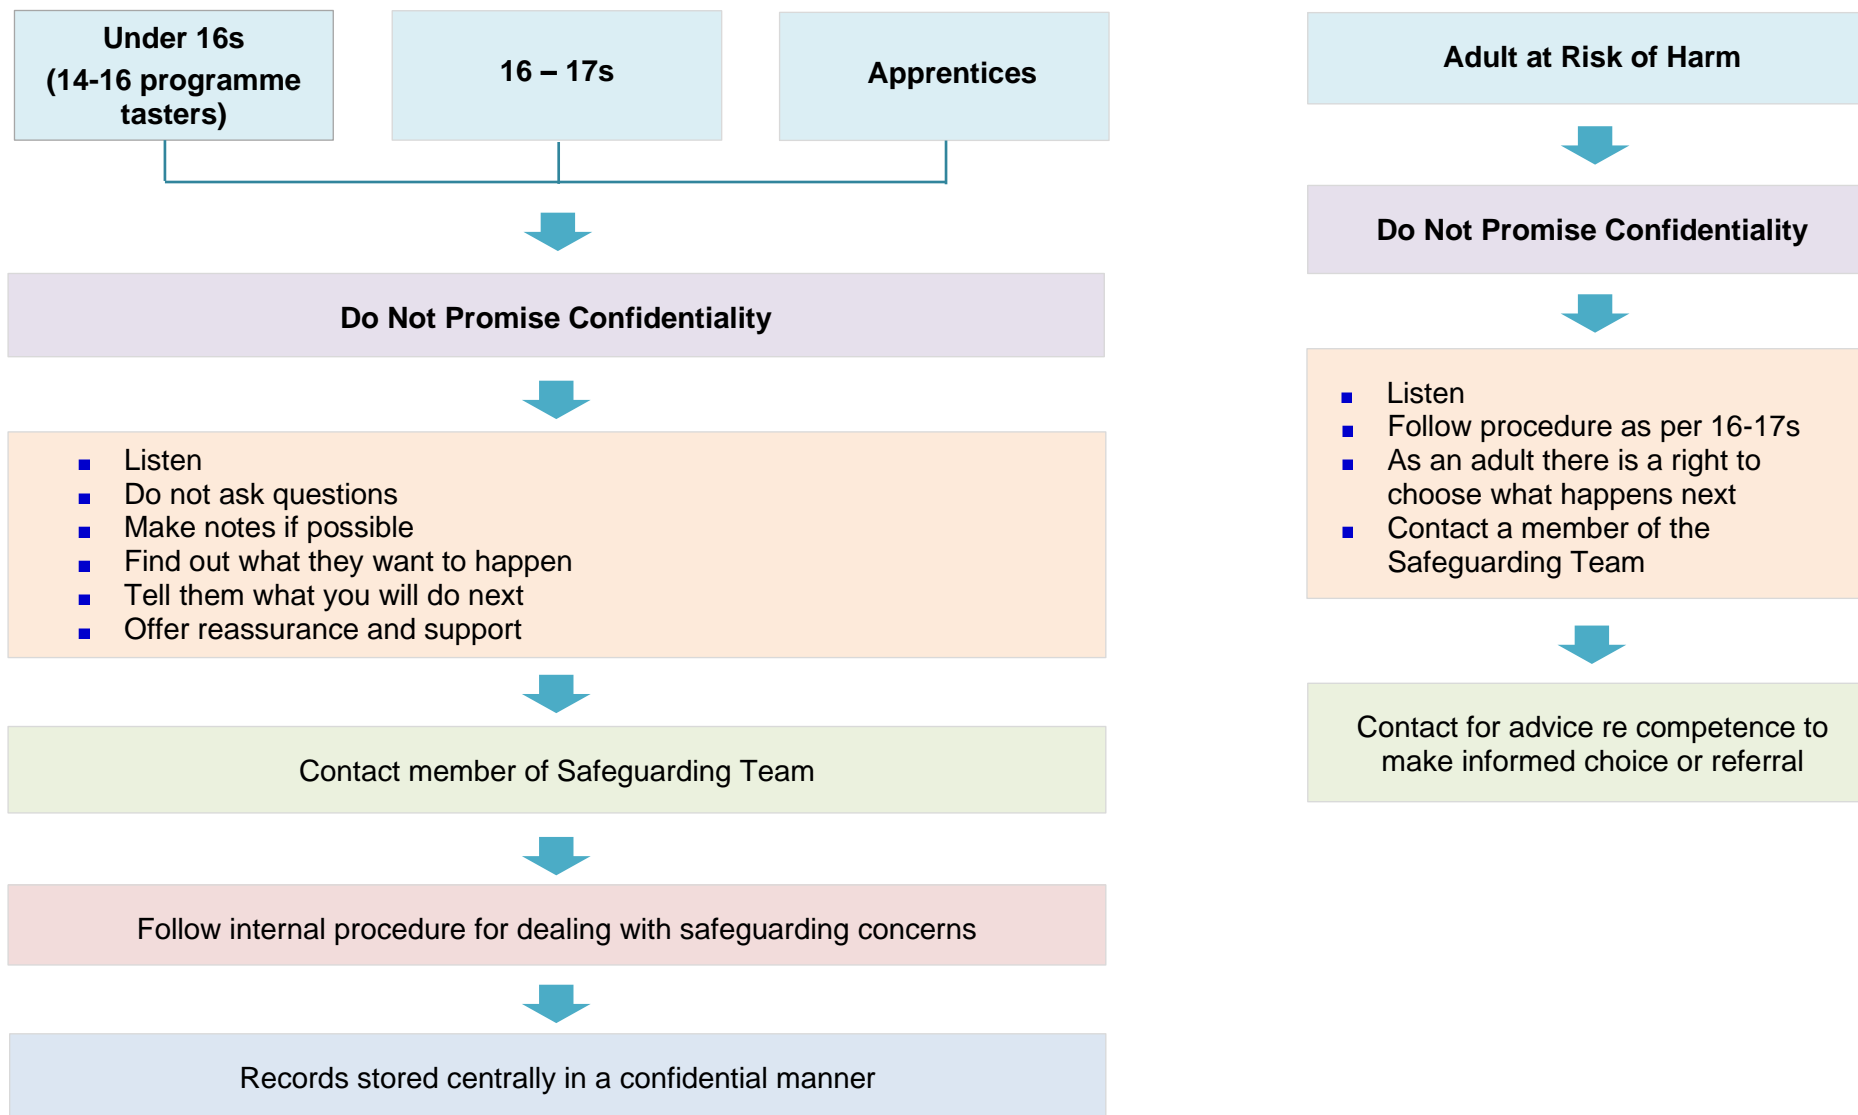 Under 16s
(14-16 programme
tasters)
16 – 17s
Apprentices
Do Not Promise Confidentiality
Listen
Do not ask questions
Make notes if possible
Find out what they want to happen
Tell them what you will do next
Offer reassurance and support
Contact member of Safeguarding Team
Follow internal procedure for dealing with safeguarding concerns
Records stored centrally in a confidential manner
Adult at Risk of Harm
Do Not Promise Confidentiality
Listen
Follow procedure as per 16-17s
As an adult there is a right to
choose what happens next
Contact a member of the
Safeguarding Team
Contact for advice re competence to
make informed choice or referral